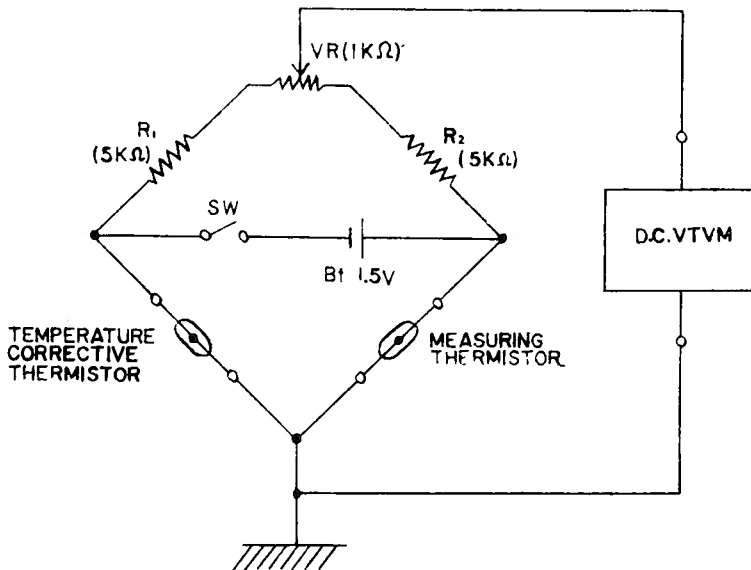 VR(1KΩ)
R1
(5KΩ)
R2
(5KΩ)
SW
Bt 1.5V
D.C.VTVM
TEMPERATURE
CORRECTIVE
THERMISTOR
MEASURING
THERMISTOR